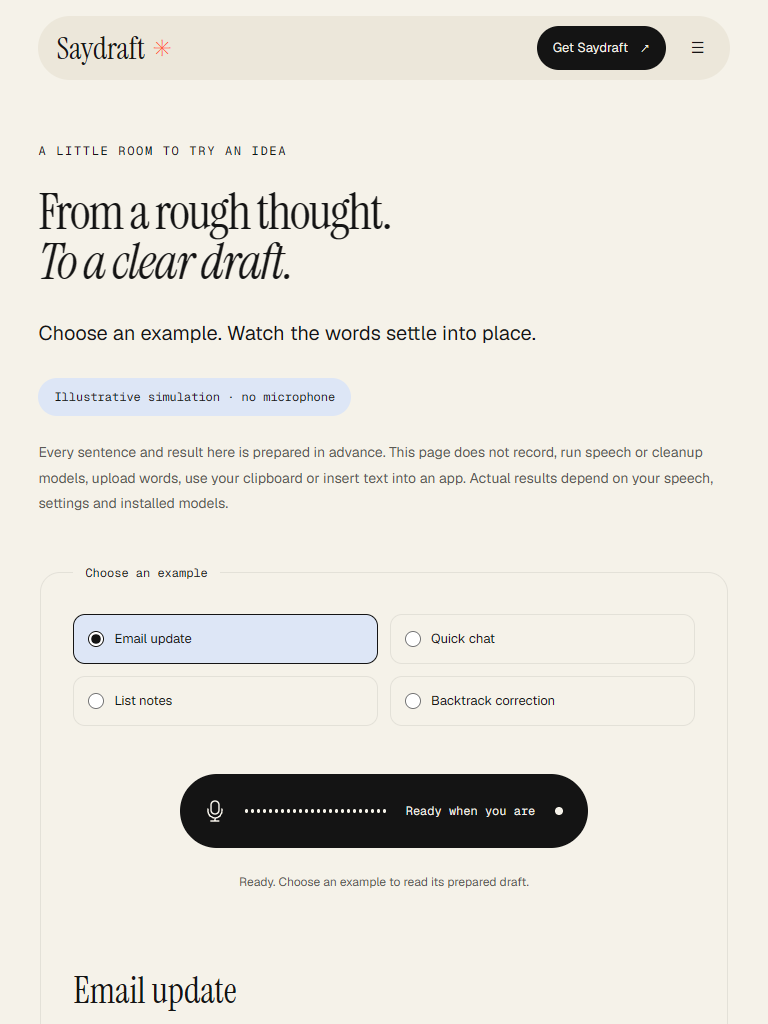 Saydraft
Get Saydraft ↗
A LITTLE ROOM TO TRY AN IDEA
From a rough thought.
To a clear draft.
Choose an example. Watch the words settle into place.
Illustrative simulation · no microphone
Every sentence and result here is prepared in advance. This page does not record, run speech or cleanup
models, upload words, use your clipboard or insert text into an app. Actual results depend on your speech,
settings and installed models.
Choose an example
Email update
Quick chat
List notes
Backtrack correction
Ready when you are
Ready. Choose an example to read its prepared draft.
Email update